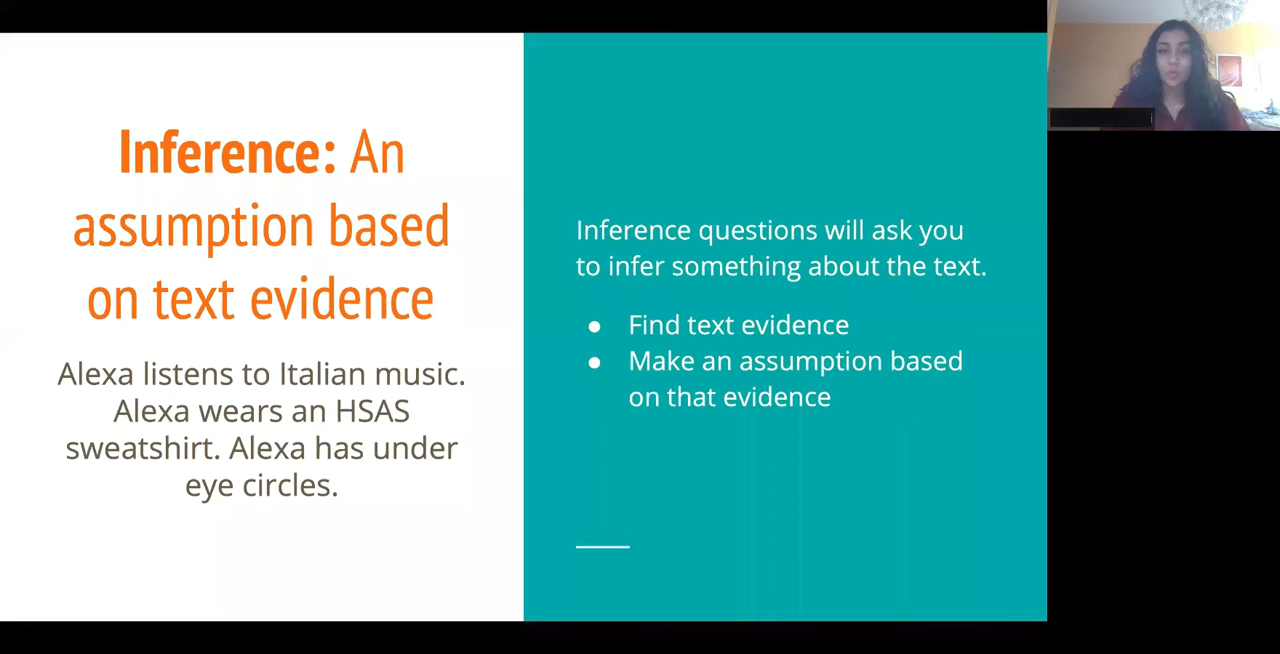 Inference: An
assumption based
on text evidence
Alexa listens to Italian music.
Alexa wears an HSAS
sweatshirt. Alexa has under
eye circles.
Inference questions will ask you
to infer something about the text.
● Find text evidence
● Make an assumption based
on that evidence